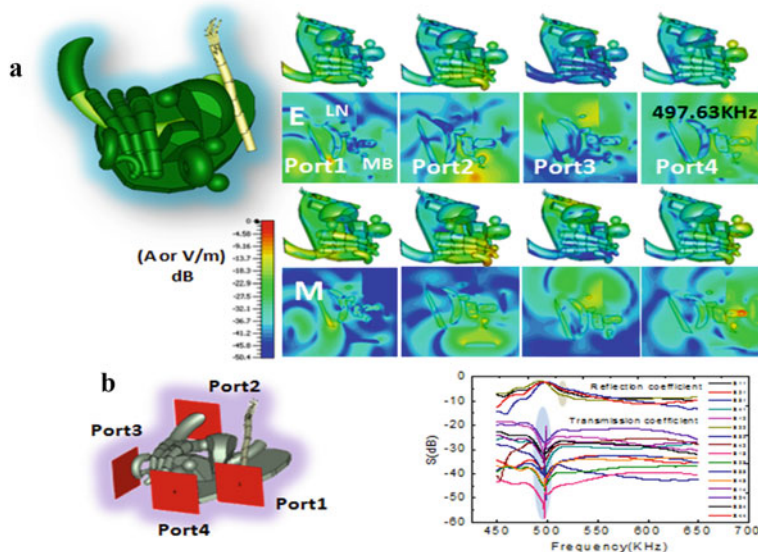 a
E
LN
497.63KHz
Port1
MB
Port2
Port3
Port4
(A or V/m)
dB
0
-4.58
-9.16
-13.7
-18.3
-22.9
-27.5
-32.1
-36.7
-41.2
-45.8
-50.4
M
b
Port2
Port3
Port1
Port4
Reflection coefficient
Transmission coefficient
S(dB)
0
-10
-20
-30
-40
-50
-60
450 500 550 600 650 700
Frequency(KHz)